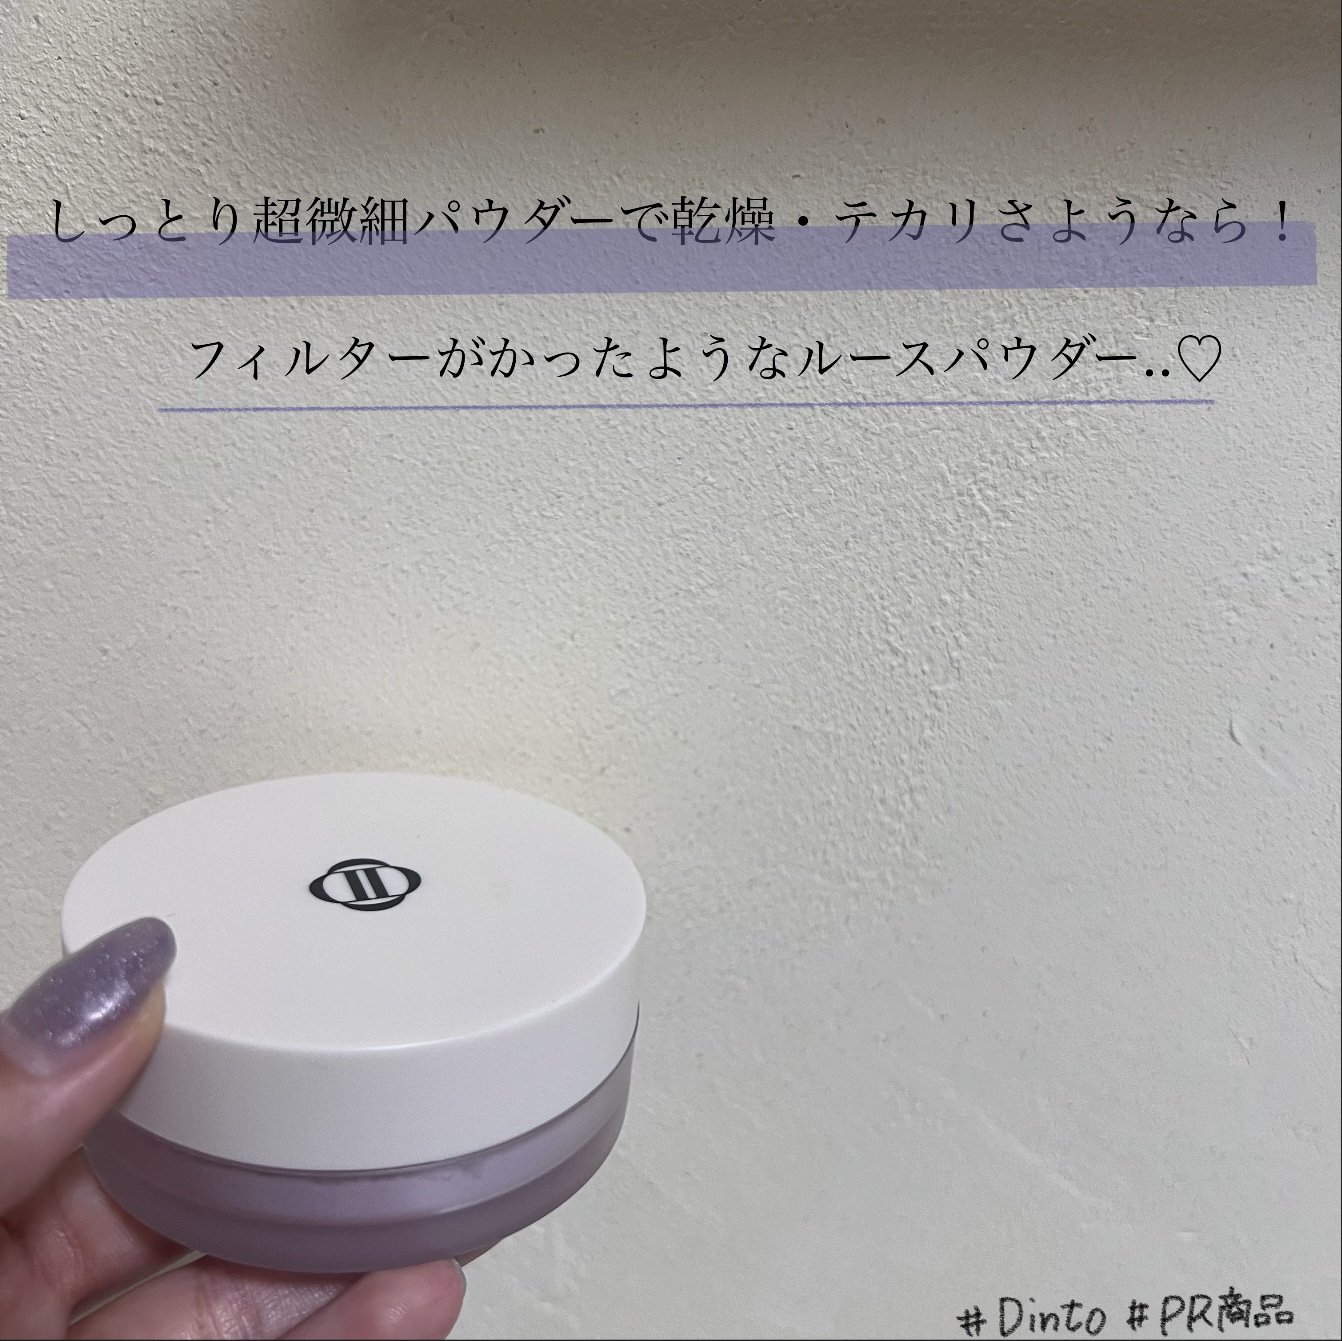 しっとり超微細パウダーで乾燥・テカリさようなら！
フィルターがかったようなルースパウダー..♡
#Dinto #PR商品